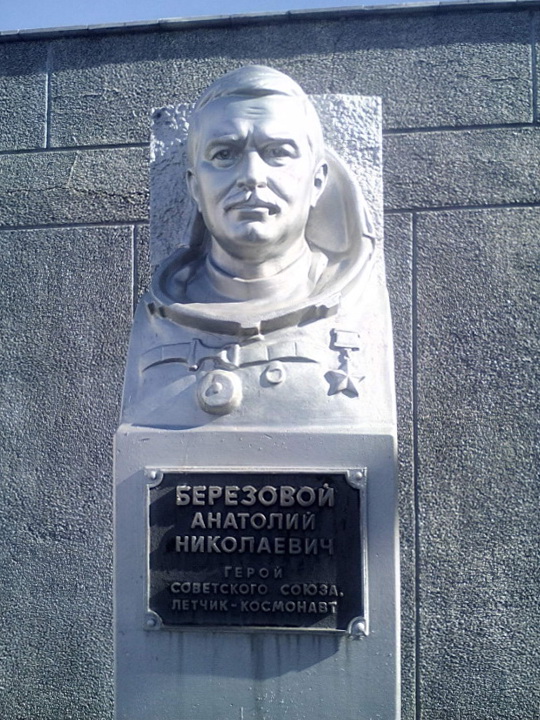 БЕРЕЗОВОЙ
АНАТОЛИЙ
НИКОЛАЕВИЧ
ГЕРОЙ
СОВЕТСКОГО СОЮЗА,
ЛЕТЧИК-КОСМОНАВТ